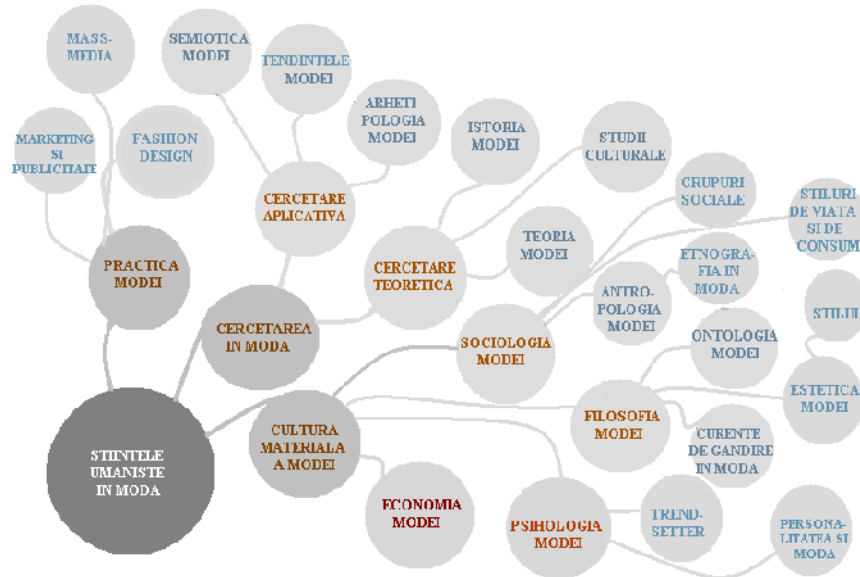 MASS-
MEDIA
SEMIOTICA
MODEI
TENDINTELE
MODEI
ARHETI
POLOGIA
MODEI
ISTORIA
MODEI
STUDII
CULTURALE
MARKETING
SI
PUBLICITATE
FASHION
DESIGN
CERCETARE
APLICATIVA
GRUPURI
SOCIALE
STILURI
DE VIATA
SI DE
CONSUM
PRACTICA
MODEI
CERCETARE
TEORETICA
TEORIA
MODEI
ETNOGRA-
FIA IN
MODA
ANTRO-
POLOGIA
MODEI
CERCETAREA
IN MODA
SOCIOLOGIA
MODEI
ONTOLOGIA
MODEI
ESTETICA
MODEI
FILOSOFIA
MODEI
CURENTE
DE GANDIRE
IN MODA
CULTURA
MATERIALA
A MODEI
STIINTELE
UMANISTE
IN MODA
ECONOMIA
MODEI
PSIHOLOGIA
MODEI
TREND-
SETTER
PERSONA-
LITATEA SI
MODA